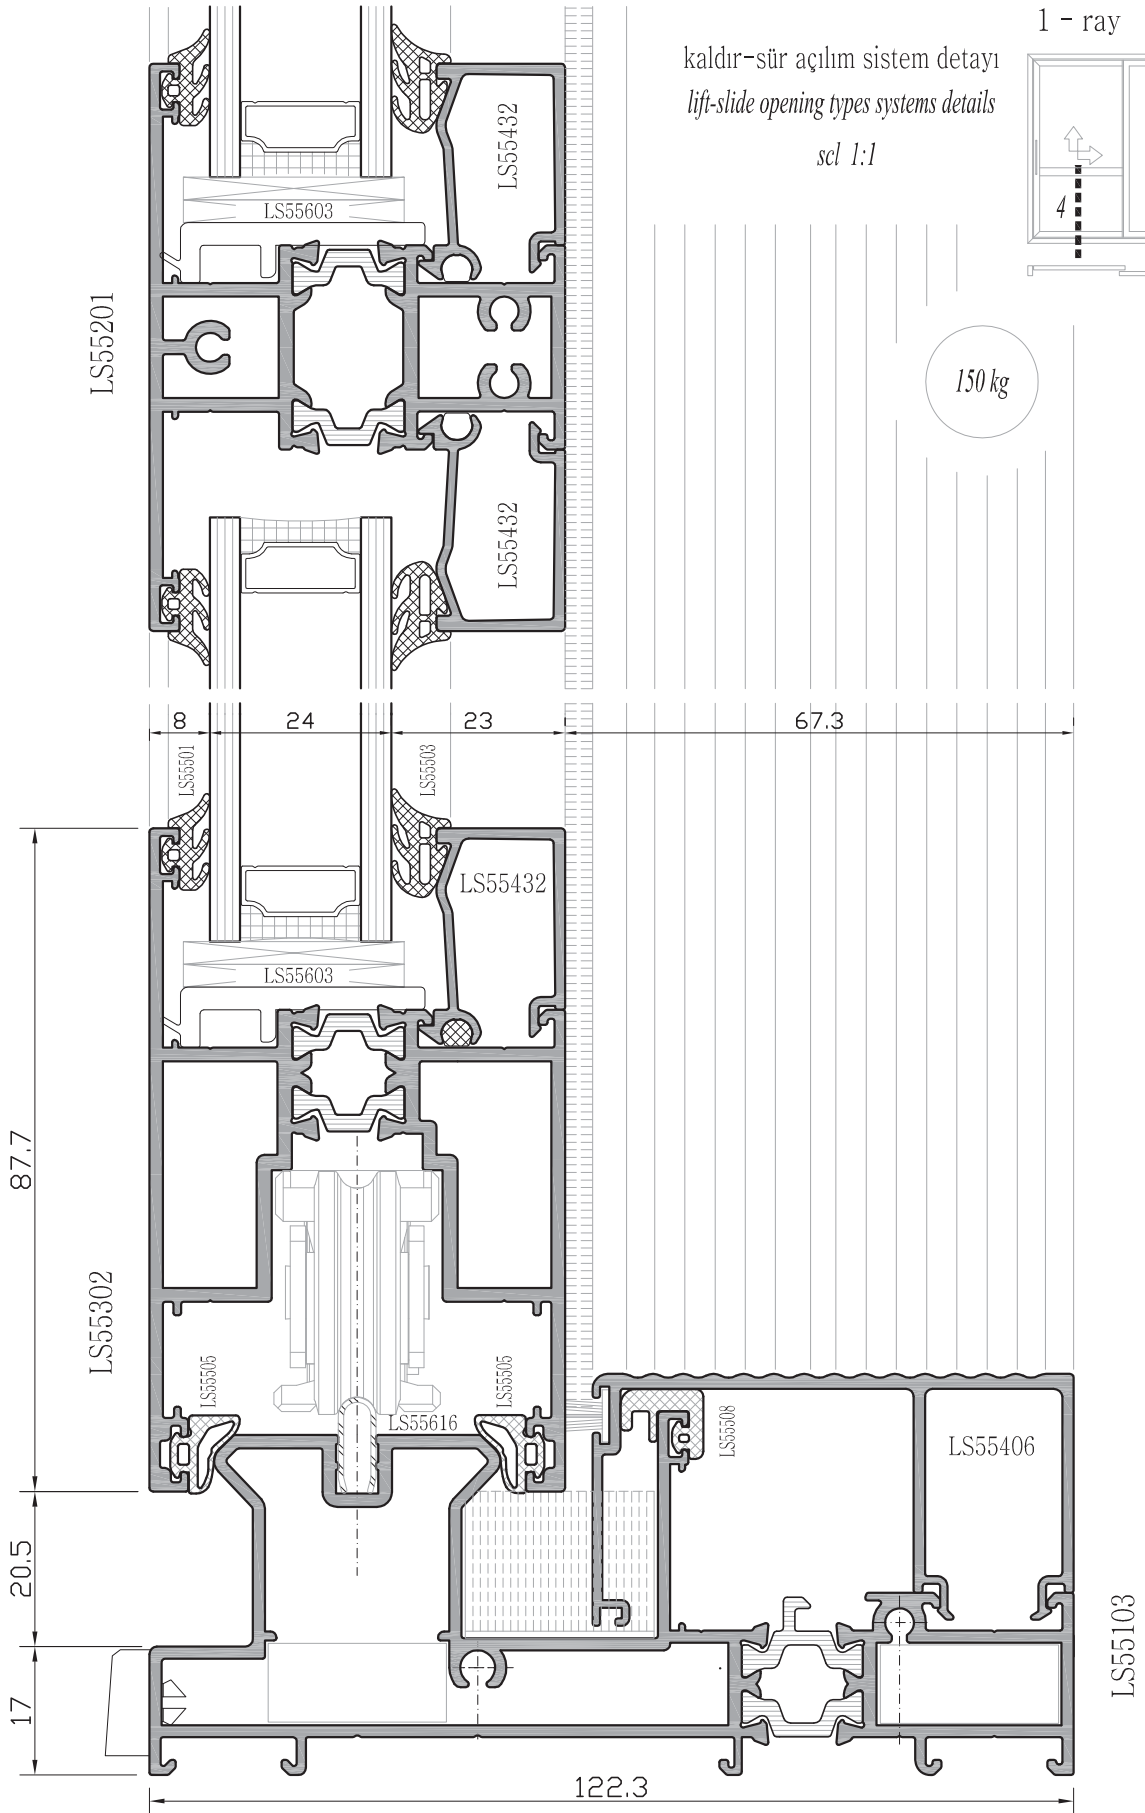 1 - ray
kaldır-sür açılım sistem detayı
lift-slide opening types systems details
scl 1:1
4
150 kg
LS55432
LS55603
LS55201
LS55432
8
24
23
67.3
LS55501
LS55503
LS55432
LS55603
87.7
LS55302
LS55505
LS55505
LS55616
LS55508
LS55406
20.5
17
LS55103
122.3